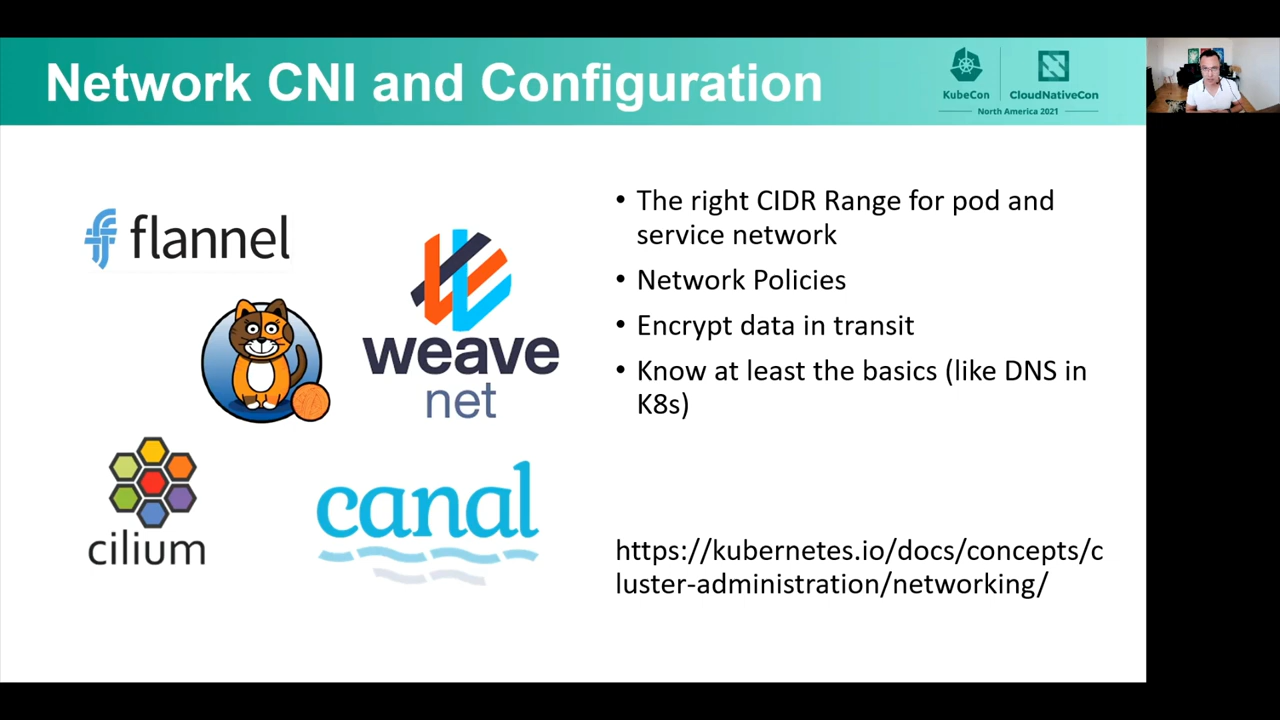 Network CNI and Configuration
KubeCon
CloudNativeCon
North America 2021
flannel
weave
net
cilium
canal
• The right CIDR Range for pod and
service network
• Network Policies
• Encrypt data in transit
• Know at least the basics (like DNS in
K8s)
https://kubernetes.io/docs/concepts/c
luster-administration/networking/